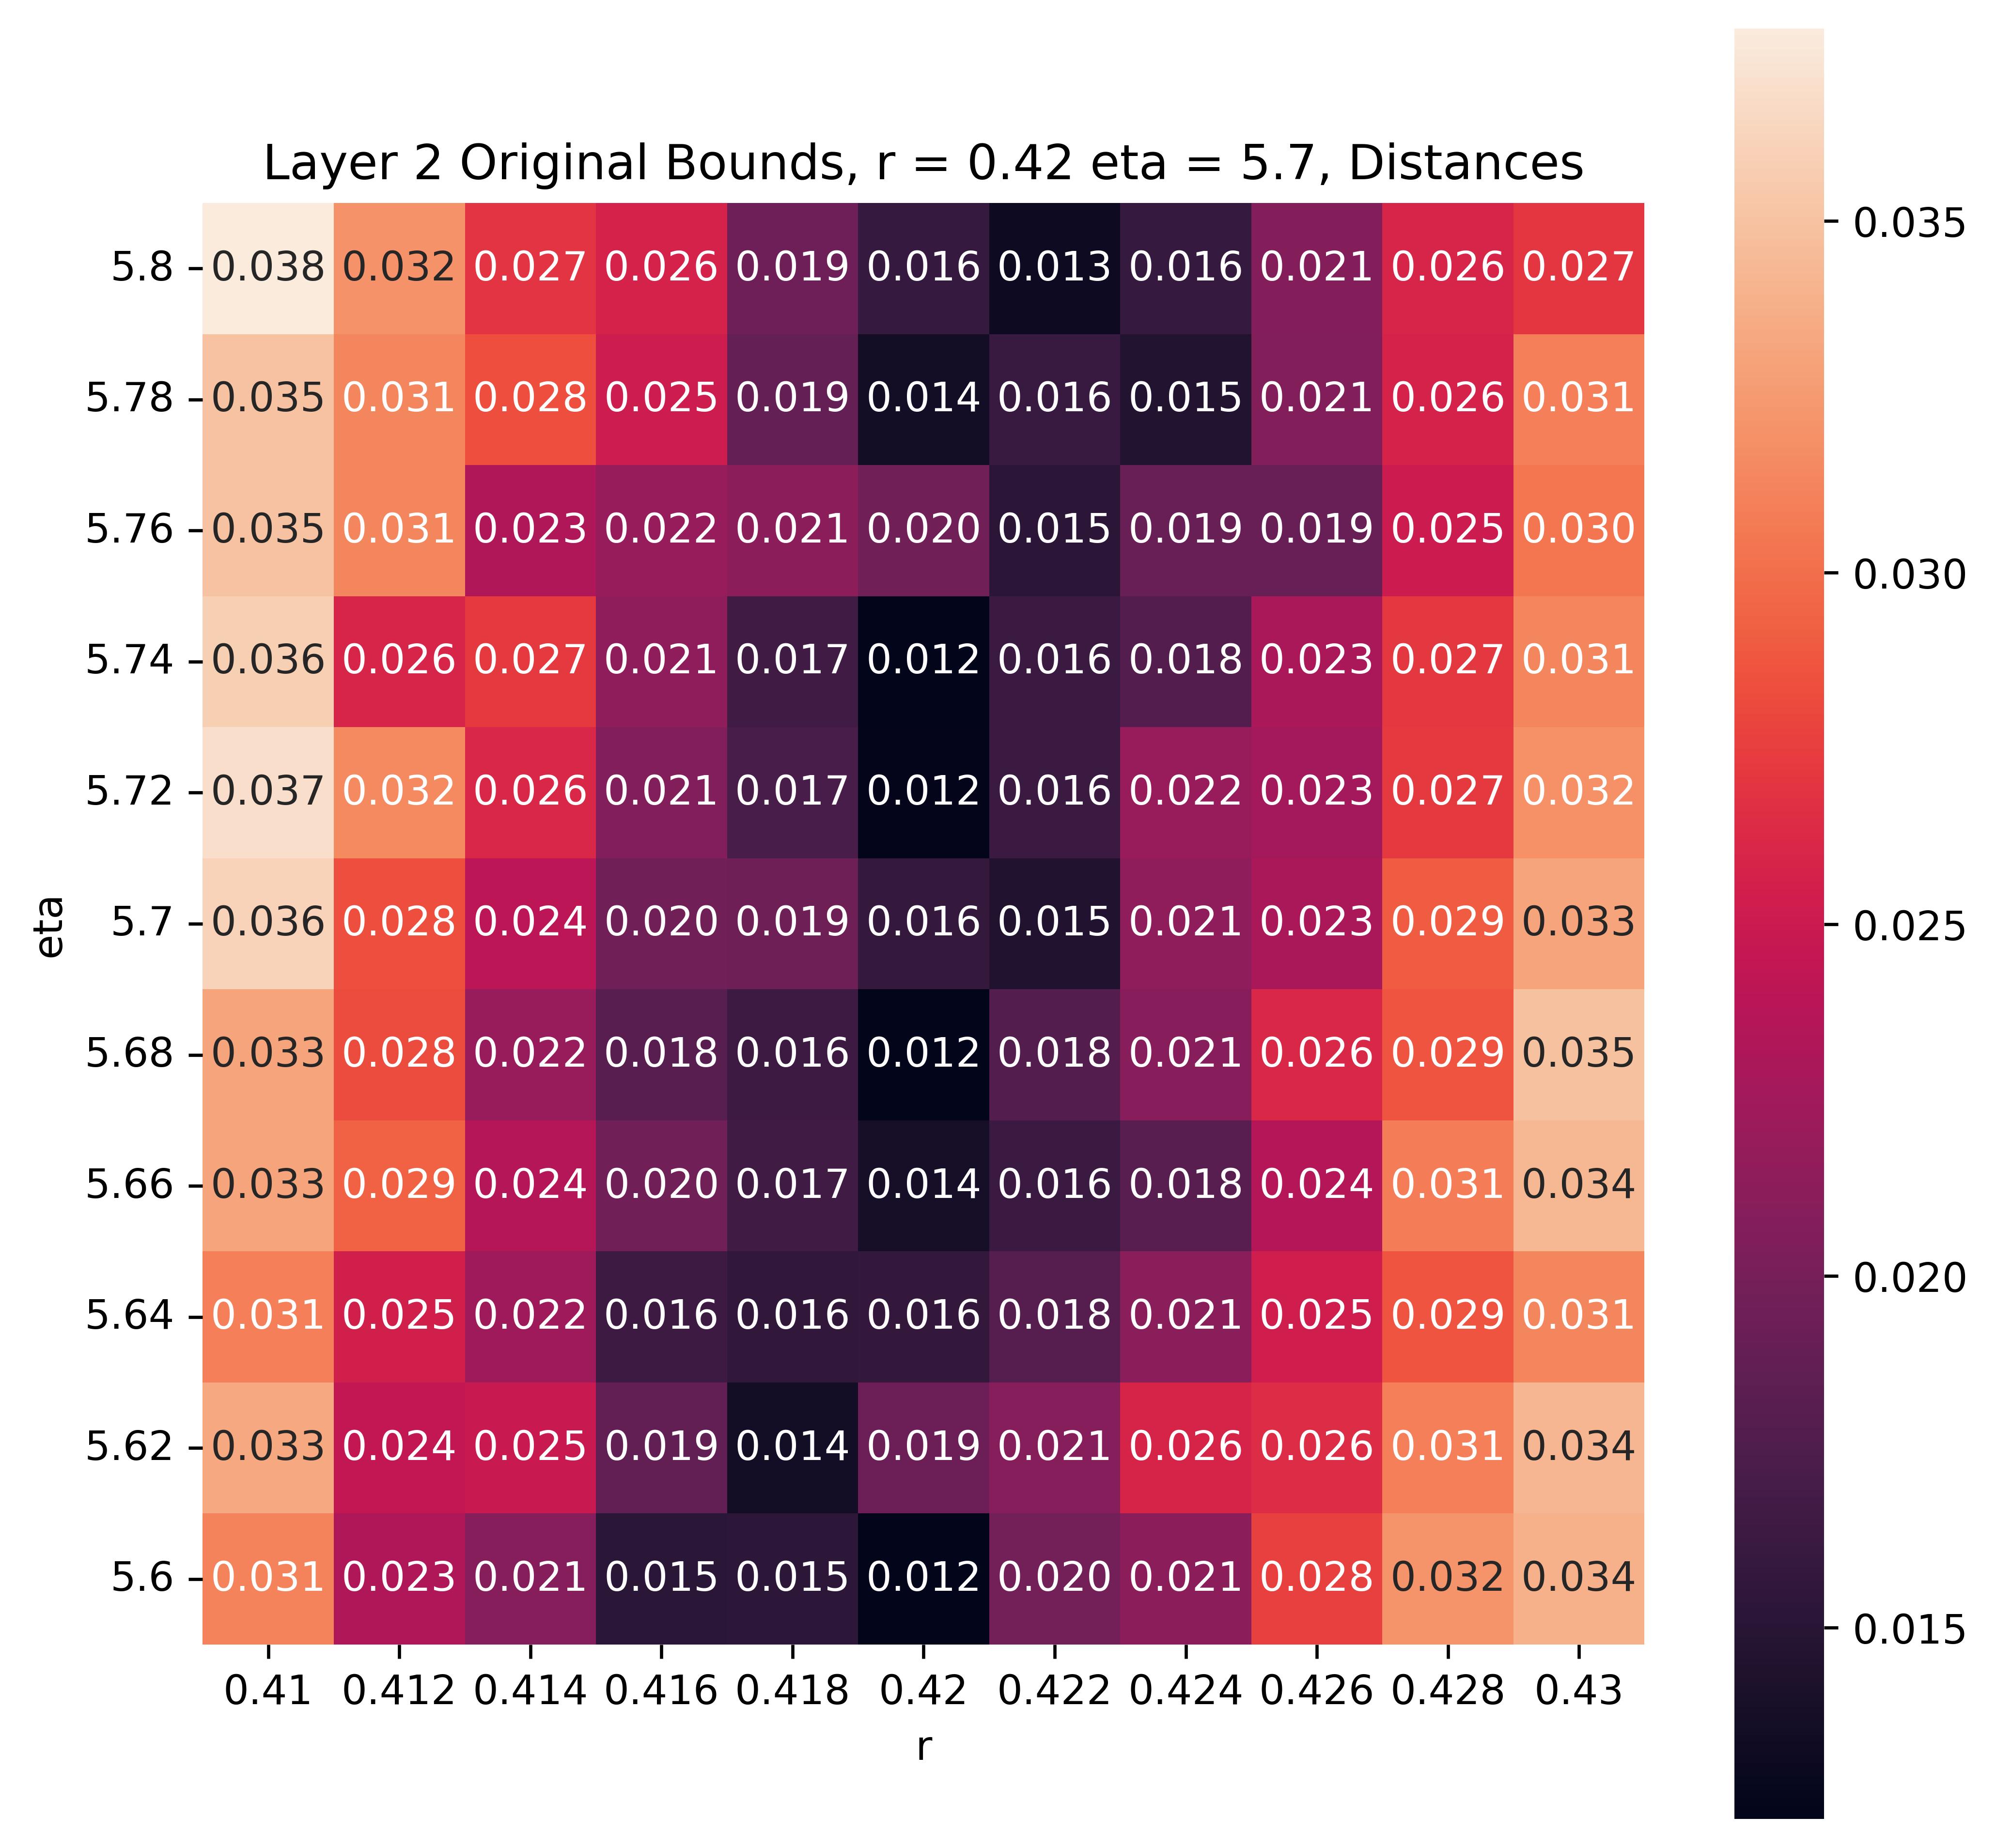 Layer 2 Original Bounds, r = 0.42 eta = 5.7, Distances
5.8 0.038 0.032 0.027 0.026 0.019 0.016 0.013 0.016 0.021 0.026 0.027
5.78 0.035 0.031 0.028 0.025 0.019 0.014 0.016 0.015 0.021 0.026 0.031
5.76 0.035 0.031 0.023 0.022 0.021 0.020 0.015 0.019 0.019 0.025 0.030
5.74 0.036 0.026 0.027 0.021 0.017 0.012 0.016 0.018 0.023 0.027 0.031
5.72 0.037 0.032 0.026 0.021 0.017 0.012 0.016 0.022 0.023 0.027 0.032
5.7 0.036 0.028 0.024 0.020 0.019 0.016 0.015 0.021 0.023 0.029 0.033
5.68 0.033 0.028 0.022 0.018 0.016 0.012 0.018 0.021 0.026 0.029 0.035
5.66 0.033 0.029 0.024 0.020 0.017 0.014 0.016 0.018 0.024 0.031 0.034
5.64 0.031 0.025 0.022 0.016 0.016 0.016 0.018 0.021 0.025 0.029 0.031
5.62 0.033 0.024 0.025 0.019 0.014 0.019 0.021 0.026 0.026 0.031 0.034
5.6 0.031 0.023 0.021 0.015 0.015 0.012 0.020 0.021 0.028 0.032 0.034
0.41 0.412 0.414 0.416 0.418 0.42 0.422 0.424 0.426 0.428 0.43
r
eta
0.035
0.030
0.025
0.020
0.015